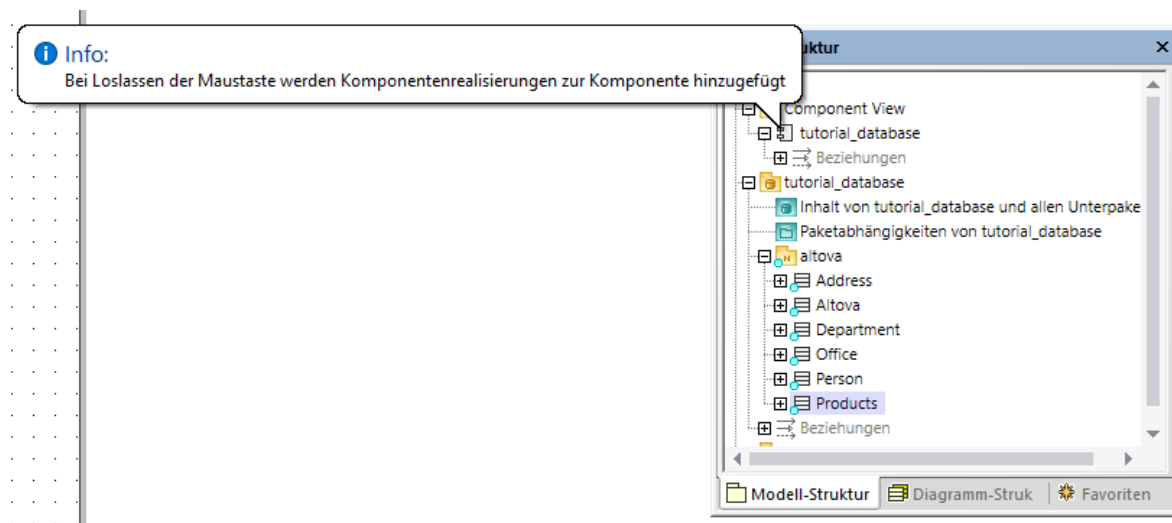 Info:
Bei Loslassen der Maustaste werden Komponentenrealisierungen zur Komponente hinzugefügt
uktur
Component View
tutorial_database
Beziehungen
tutorial_database
Inhalt von tutorial_database und allen Unterpake
Paketabhängigkeiten von tutorial_database
altova
Address
Altova
Department
Office
Person
Products
Beziehungen
Modell-Struktur Diagramm-Struk Favoriten